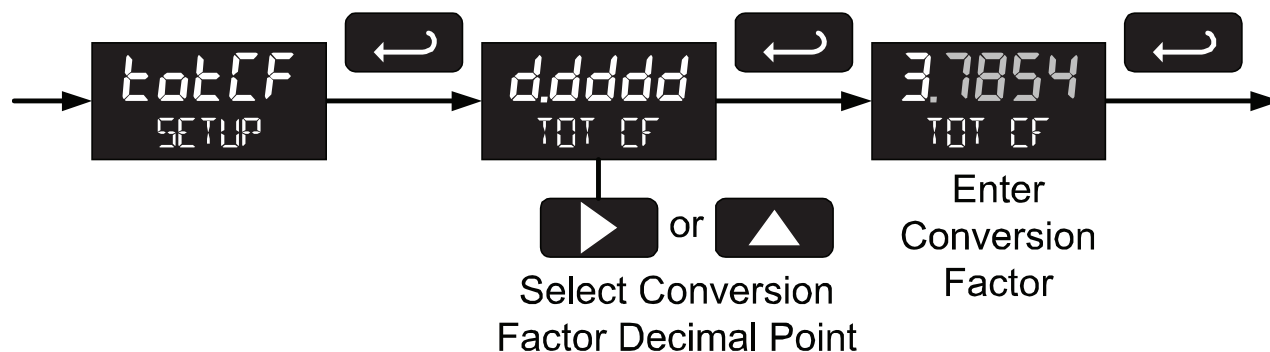 totCF
SETUP
d.dddd
TOT CF
or
Select Conversion
Factor Decimal Point
3.7854
TOT CF
Enter
Conversion
Factor